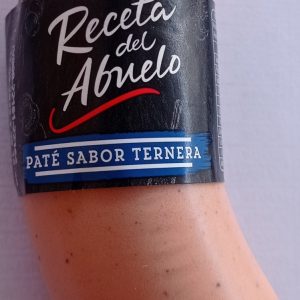 Receta
del
Abuelo
PATÉ SABOR TERNERA